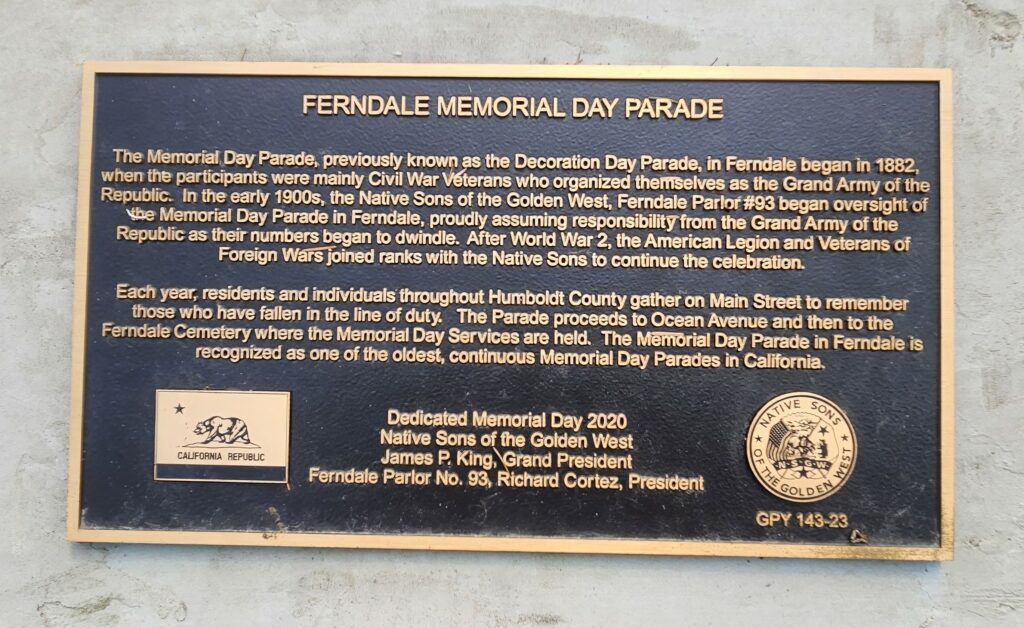 FERNDALE MEMORIAL DAY PARADE
The Memorial Day Parade, previously known as the Decoration Day Parade, in Ferndale began in 1882,
when the participants were mainly Civil War Veterans who organized themselves as the Grand Army of the
Republic. In the early 1900s, the Native Sons of the Golden West, Ferndale Parlor #93 began oversight of
the Memorial Day Parade in Ferndale, proudly assuming responsibility from the Grand Army of the
Republic as their numbers began to dwindle. After World War 2, the American Legion and Veterans of
Foreign Wars joined ranks with the Native Sons to continue the celebration.
Each year, residents and individuals throughout Humboldt County gather on Main Street to remember
those who have fallen in the line of duty. The Parade proceeds to Ocean Avenue and then to the
Ferndale Cemetery where the Memorial Day Services are held. The Memorial Day Parade in Ferndale is
recognized as one of the oldest, continuous Memorial Day Parades in California.
CALIFORNIA REPUBLIC
Dedicated Memorial Day 2020
Native Sons of the Golden West
James P. King, Grand President
Ferndale Parlor No. 93, Richard Cortez, President
NATIVE SONS
OF THE GOLDEN WEST
N·S·G·W
GPY 143-23